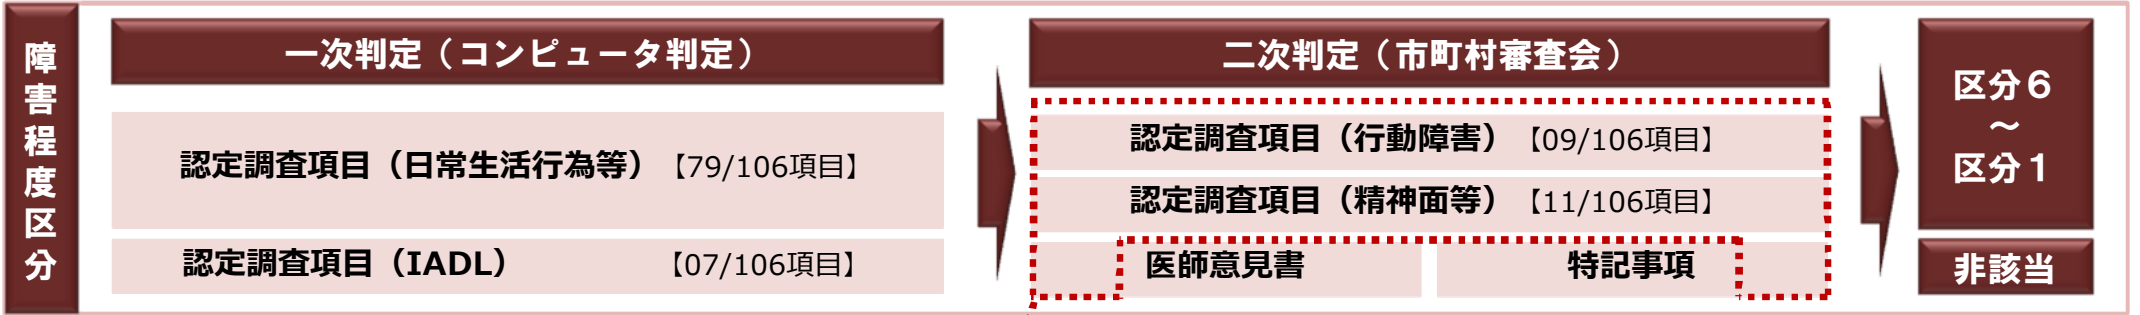 障害程度区分
一次判定（コンピュータ判定）
認定調査項目（日常生活行為等）【79/106項目】
認定調査項目（IADL）【07/106項目】
二次判定（市町村審査会）
認定調査項目（行動障害）【09/106項目】
認定調査項目（精神面等）【11/106項目】
医師意見書
特記事項
区分６
～
区分１
非該当